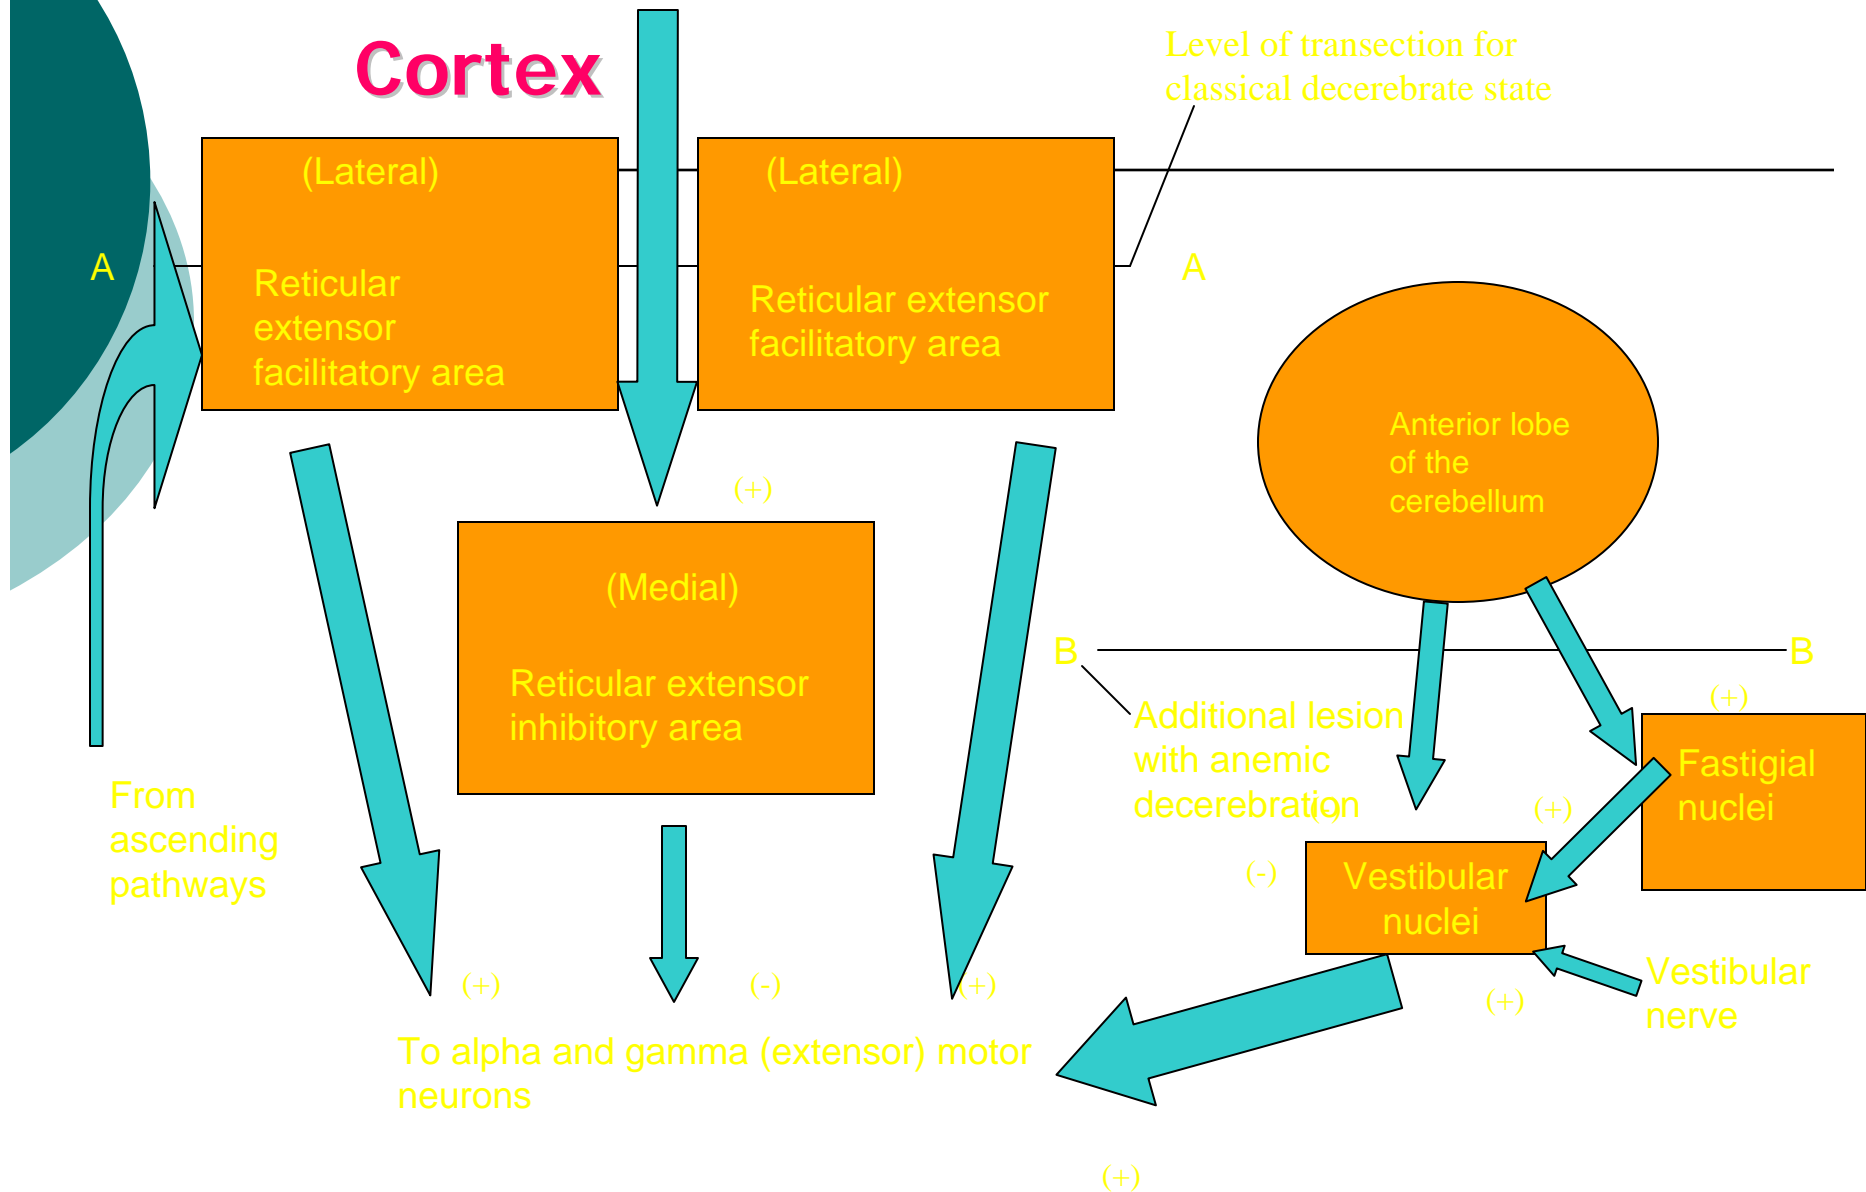 Cortex
Level of transection for
classical decerebrate state
(Lateral)
(Lateral)
A
A
Reticular
extensor
facilitatory area
Reticular extensor
facilitatory area
Anterior lobe
of the
cerebellum
(+)
(Medial)
Reticular extensor
inhibitory area
B
B
(+)
Additional lesion
with anemic
decerebration
(-)
(+)
Fastigial
nuclei
From
ascending
pathways
(-)
Vestibular
nuclei
Vestibular
nerve
(+)
(+)
(-)
(+)
To alpha and gamma (extensor) motor
neurons
(+)